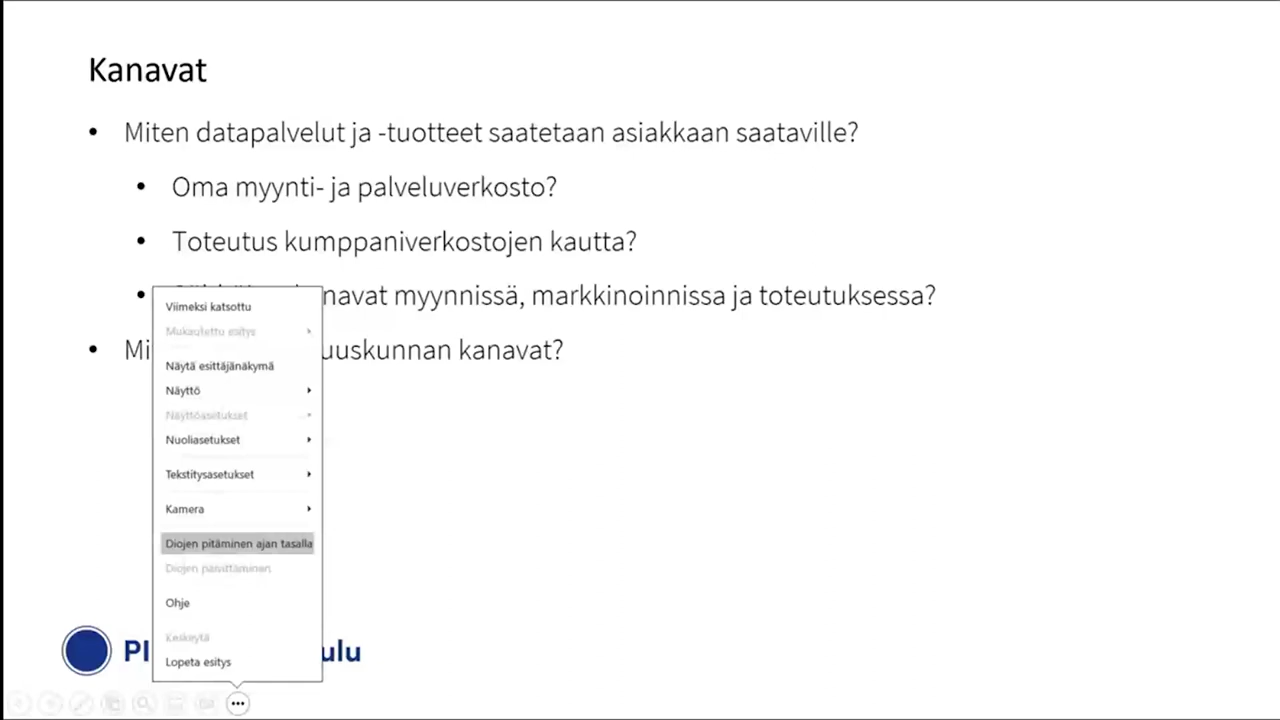 Kanavat
• Miten datapalvelut ja -tuotteet saatetaan asiakkaan saataville?
• Oma myynti- ja palveluverkosto?
• Toteutus kumppaniverkostojen kautta?
• navat myynnissä, markkinoinnissa ja toteutuksessa?
• Mi uuskunnan kanavat?
Viimeksi katsottu
Mukautettu esitys
Näytä esittäjänäkymä
Näyttö
Näyttöasetukset
Nuoliasetukset
Tekstitysasetukset
Kamera
Diojen pitäminen ajan tasalla
Diojen päivittäminen
Ohje
Keskeytä
Lopeta esitys
Pl ulu